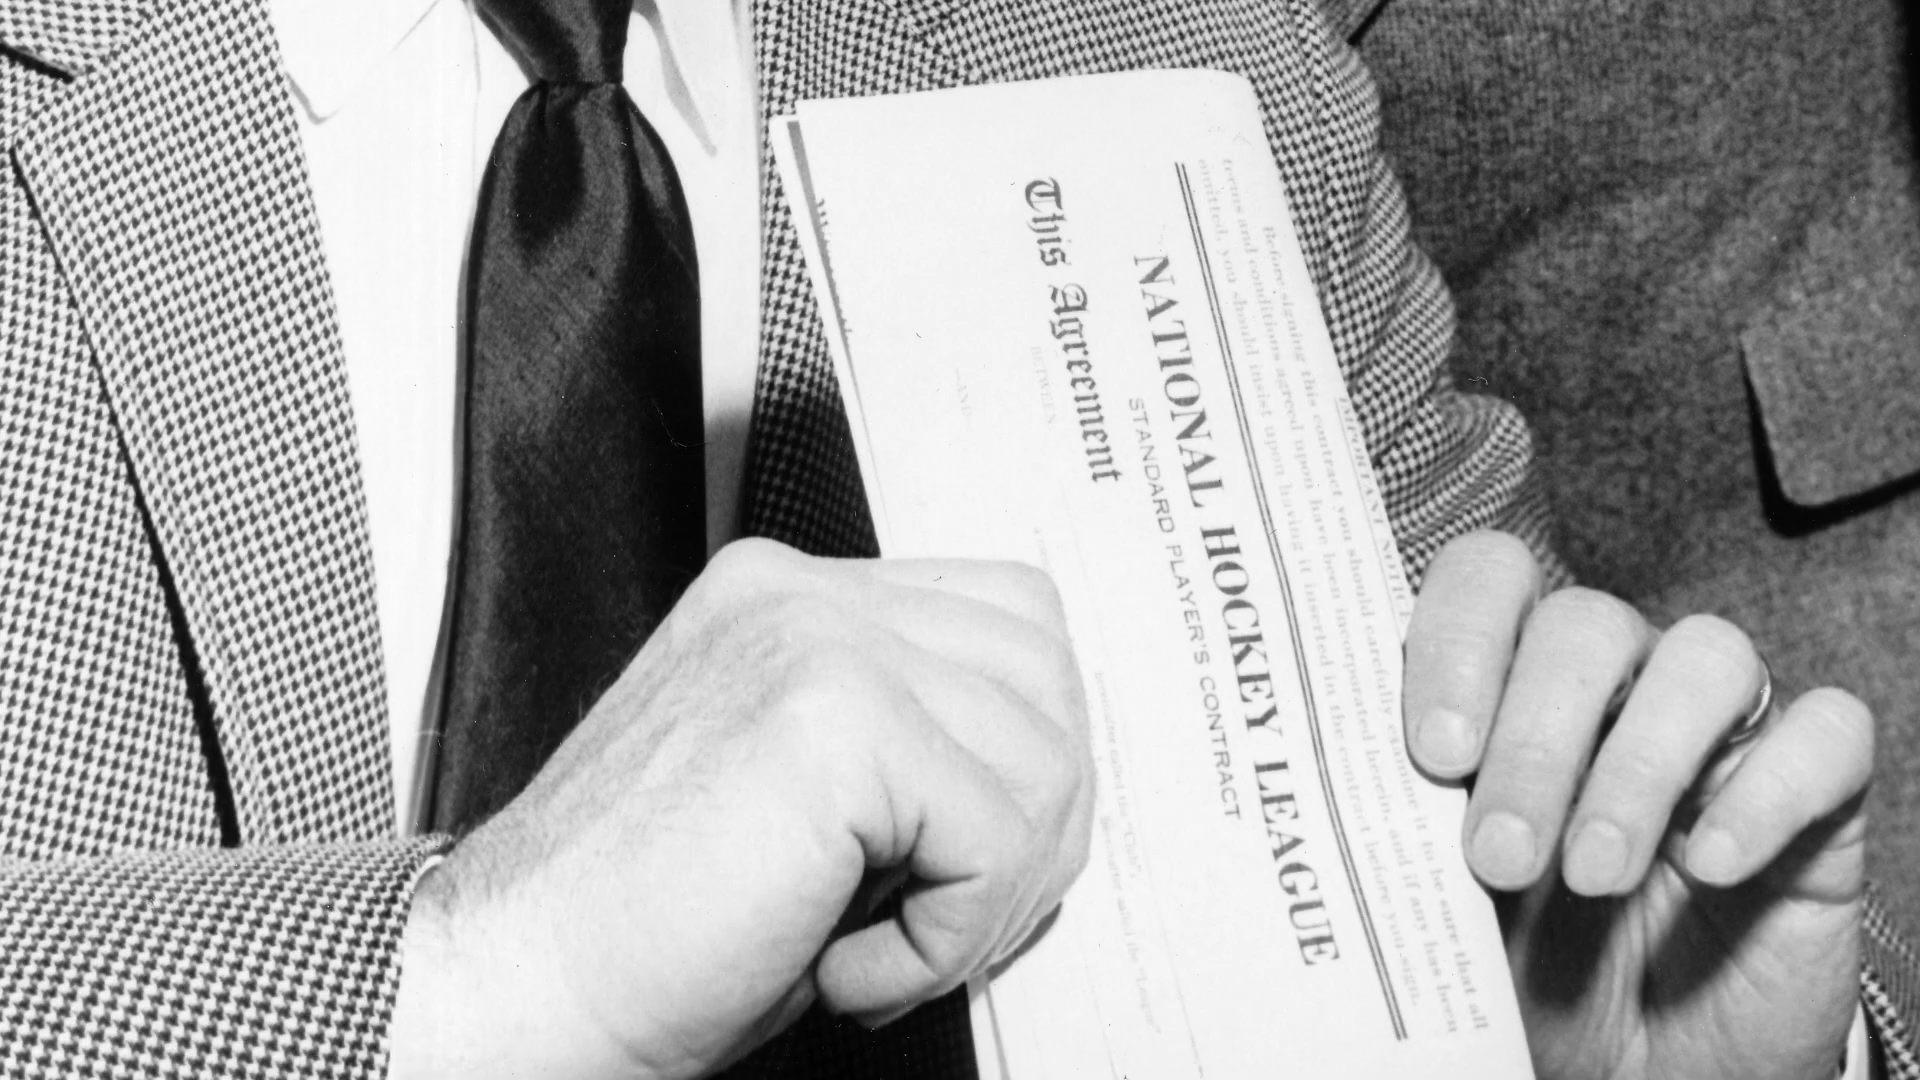 IMPORTANT NOTICE
Before signing this contract you should carefully examine it to be sure that all
terms and conditions agreed upon have been incorporated herein, and if any has been
omitted, you should insist upon having it inserted in the contract before you sign.
NATIONAL HOCKEY LEAGUE
STANDARD PLAYER'S CONTRACT
This Agreement
BETWEEN
hereinafter called the "Club",
—AND—
hereinafter called the "Player"